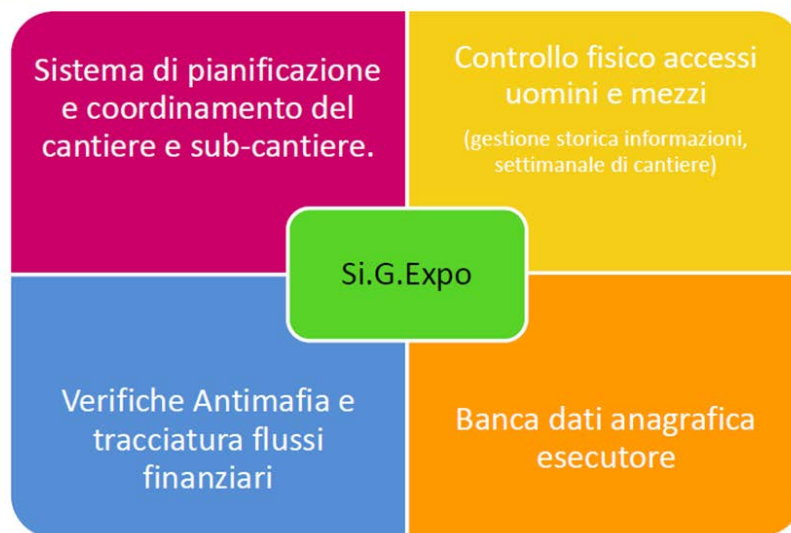 Sistema di pianificazione
e coordinamento del
cantiere e sub-cantiere.
Controllo fisico accessi
uomini e mezzi
(gestione storica informazioni,
settimanale di cantiere)
Si.G.Expo
Verifiche Antimafia e
tracciatura flussi
finanziari
Banca dati anagrafica
esecutore